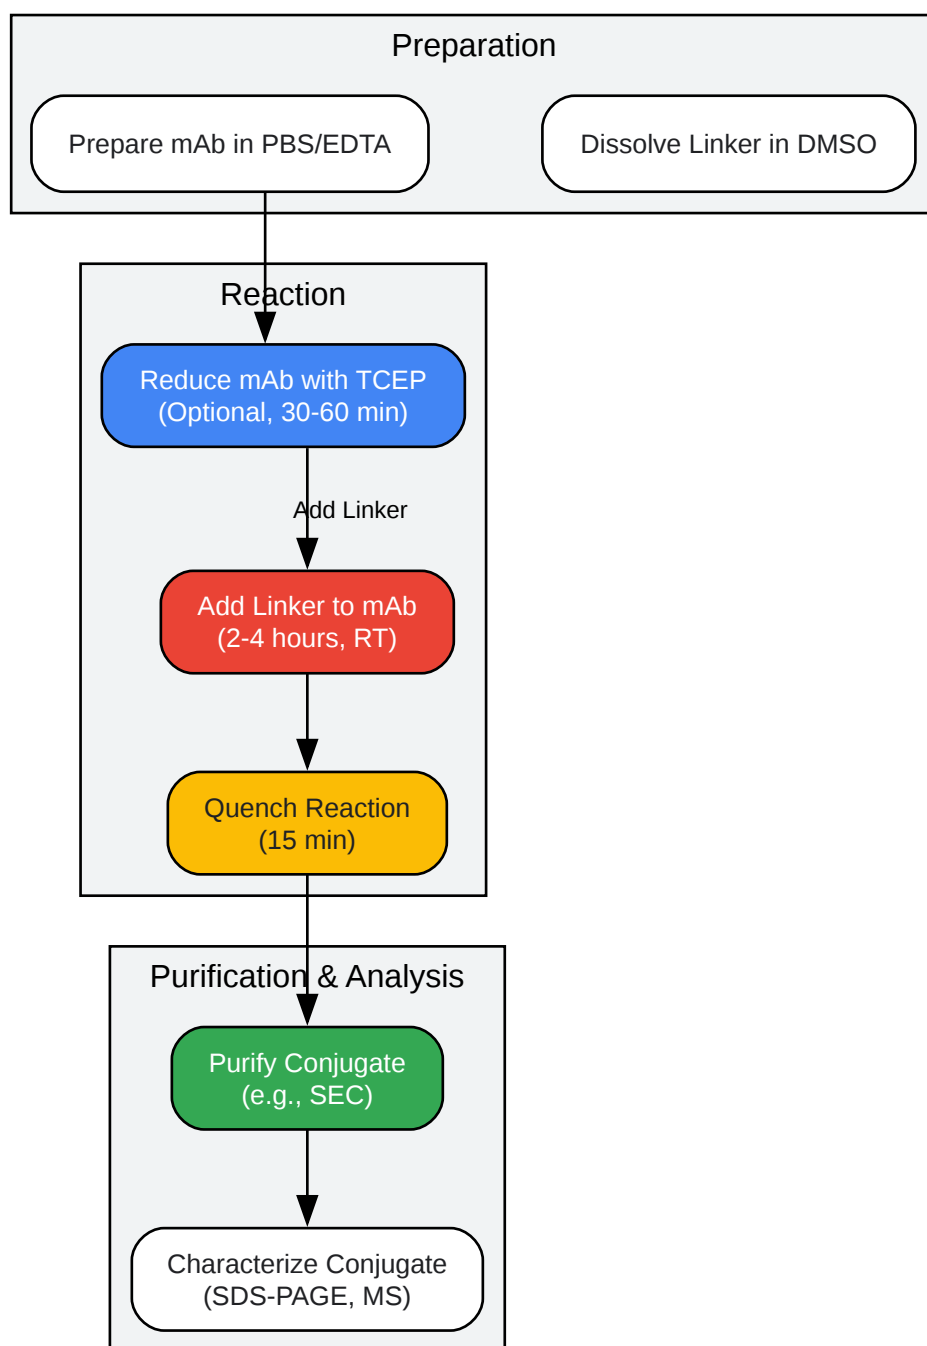 Preparation
Prepare mAb in PBS/EDTA
Dissolve Linker in DMSO
Reaction
Reduce mAb with TCEP
(Optional, 30-60 min)
Add Linker
Add Linker to mAb
(2-4 hours, RT)
Quench Reaction
(15 min)
Purification & Analysis
Purify Conjugate
(e.g., SEC)
Characterize Conjugate
(SDS-PAGE, MS)